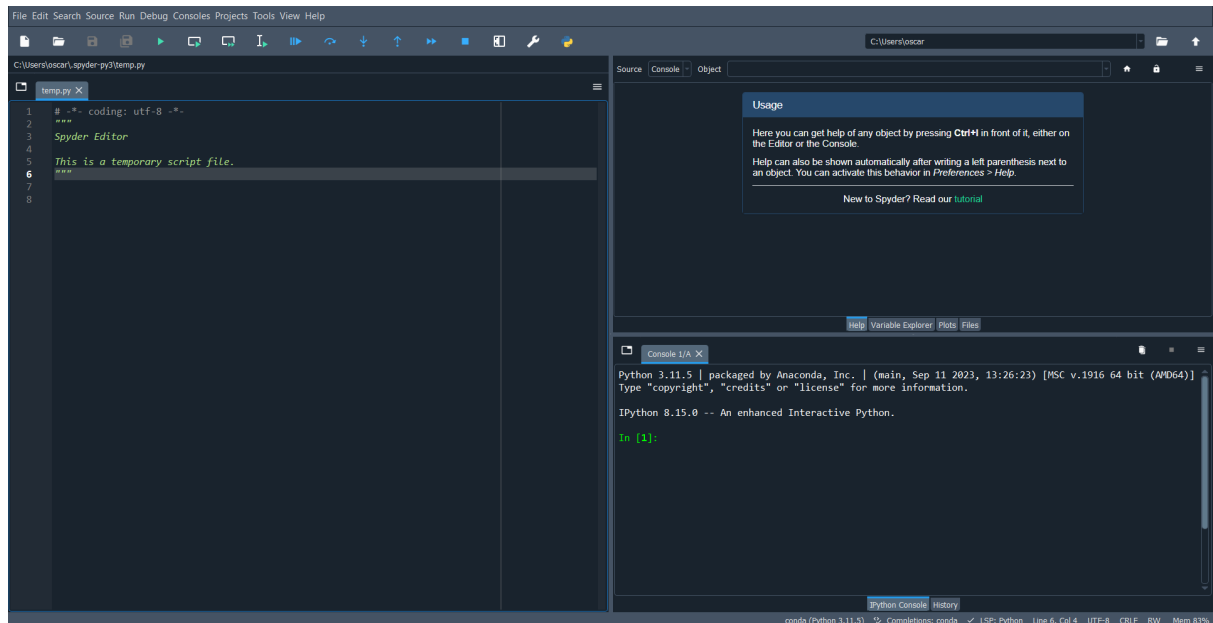 File Edit Search Source Run Debug Consoles Projects Tools View Help
C:\Users\oscar
C:\Users\oscar\.spyder-py3\temp.py
temp.py
1 # -*- coding: utf-8 -*-
2 """
3 Spyder Editor
4
5 This is a temporary script file.
6 """
7
8
Source Console Object
Usage
Here you can get help of any object by pressing Ctrl+I in front of it, either on
the Editor or the Console.
Help can also be shown automatically after writing a left parenthesis next to
an object. You can activate this behavior in Preferences > Help.
New to Spyder? Read our tutorial
Help Variable Explorer Plots Files
Console 1/A
Python 3.11.5 | packaged by Anaconda, Inc. | (main, Sep 11 2023, 13:26:23) [MSC v.1916 64 bit (AMD64)]
Type "copyright", "credits" or "license" for more information.
IPython 8.15.0 -- An enhanced Interactive Python.
In [1]:
IPython Console History
conda (Python 3.11.5) Completions: conda LSP: Python Line 6, Col 4 UTF-8 CRLF RW Mem 83%